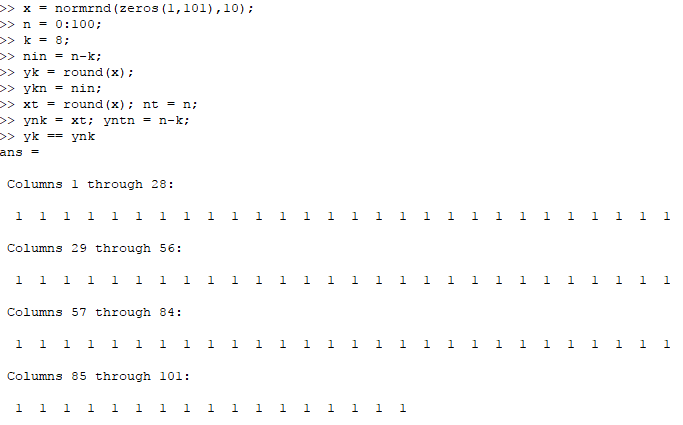 >> x = normrnd(zeros(1,101),10);
>> n = 0:100;
>> k = 8;
>> nin = n-k;
>> yk = round(x);
>> ykn = nin;
>> xt = round(x); nt = n;
>> ynk = xt; yntn = n-k;
>> yk == ynk
ans =
Columns 1 through 28:
1 1 1 1 1 1 1 1 1 1 1 1 1 1 1 1 1 1 1 1 1 1 1 1 1 1 1 1
Columns 29 through 56:
1 1 1 1 1 1 1 1 1 1 1 1 1 1 1 1 1 1 1 1 1 1 1 1 1 1 1 1
Columns 57 through 84:
1 1 1 1 1 1 1 1 1 1 1 1 1 1 1 1 1 1 1 1 1 1 1 1 1 1 1 1
Columns 85 through 101:
1 1 1 1 1 1 1 1 1 1 1 1 1 1 1 1 1